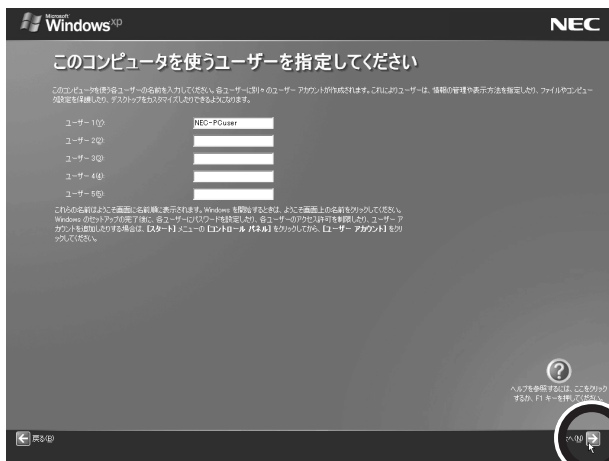 Microsoft
Windows xp
NEC
このコンピュータを使うユーザーを指定してください
このコンピュータを使う各ユーザーの名前を入力してください。各ユーザーに別々のユーザー アカウントが作成されます。これによりユーザーは、情報の管理や表示方法を指定したり、ファイルやコンピュー
タ設定を保護したり、デスクトップをカスタマイズしたりできるようになります。
ユーザー 1(Y):
NEC-PCuser
ユーザー 2(2):
ユーザー 3(3):
ユーザー 4(4):
ユーザー 5(5):
これらの名前はようこそ画面に名前順に表示されます。Windows を開始するときは、ようこそ画面上の名前をクリックしてください。
Windows のセットアップの完了後に、各ユーザーにパスワードを設定したり、各ユーザーのアクセス許可を制限したり、ユーザー ア
カウントを追加したりする場合は、[スタート] メニューの [コントロール パネル] をクリックしてから、[ユーザー アカウント] をクリ
ックしてください。
ヘルプを参照するには、ここをクリック
するか、F1 キーを押してください。
戻る(B)
へ(N)